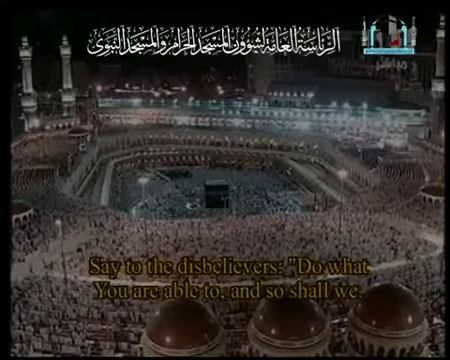 الرئاسة العامة لشؤون المسجد الحرام والمسجد النبوي
مباشر
Say to the disbelievers: "Do what
You are able to, and so shall we.